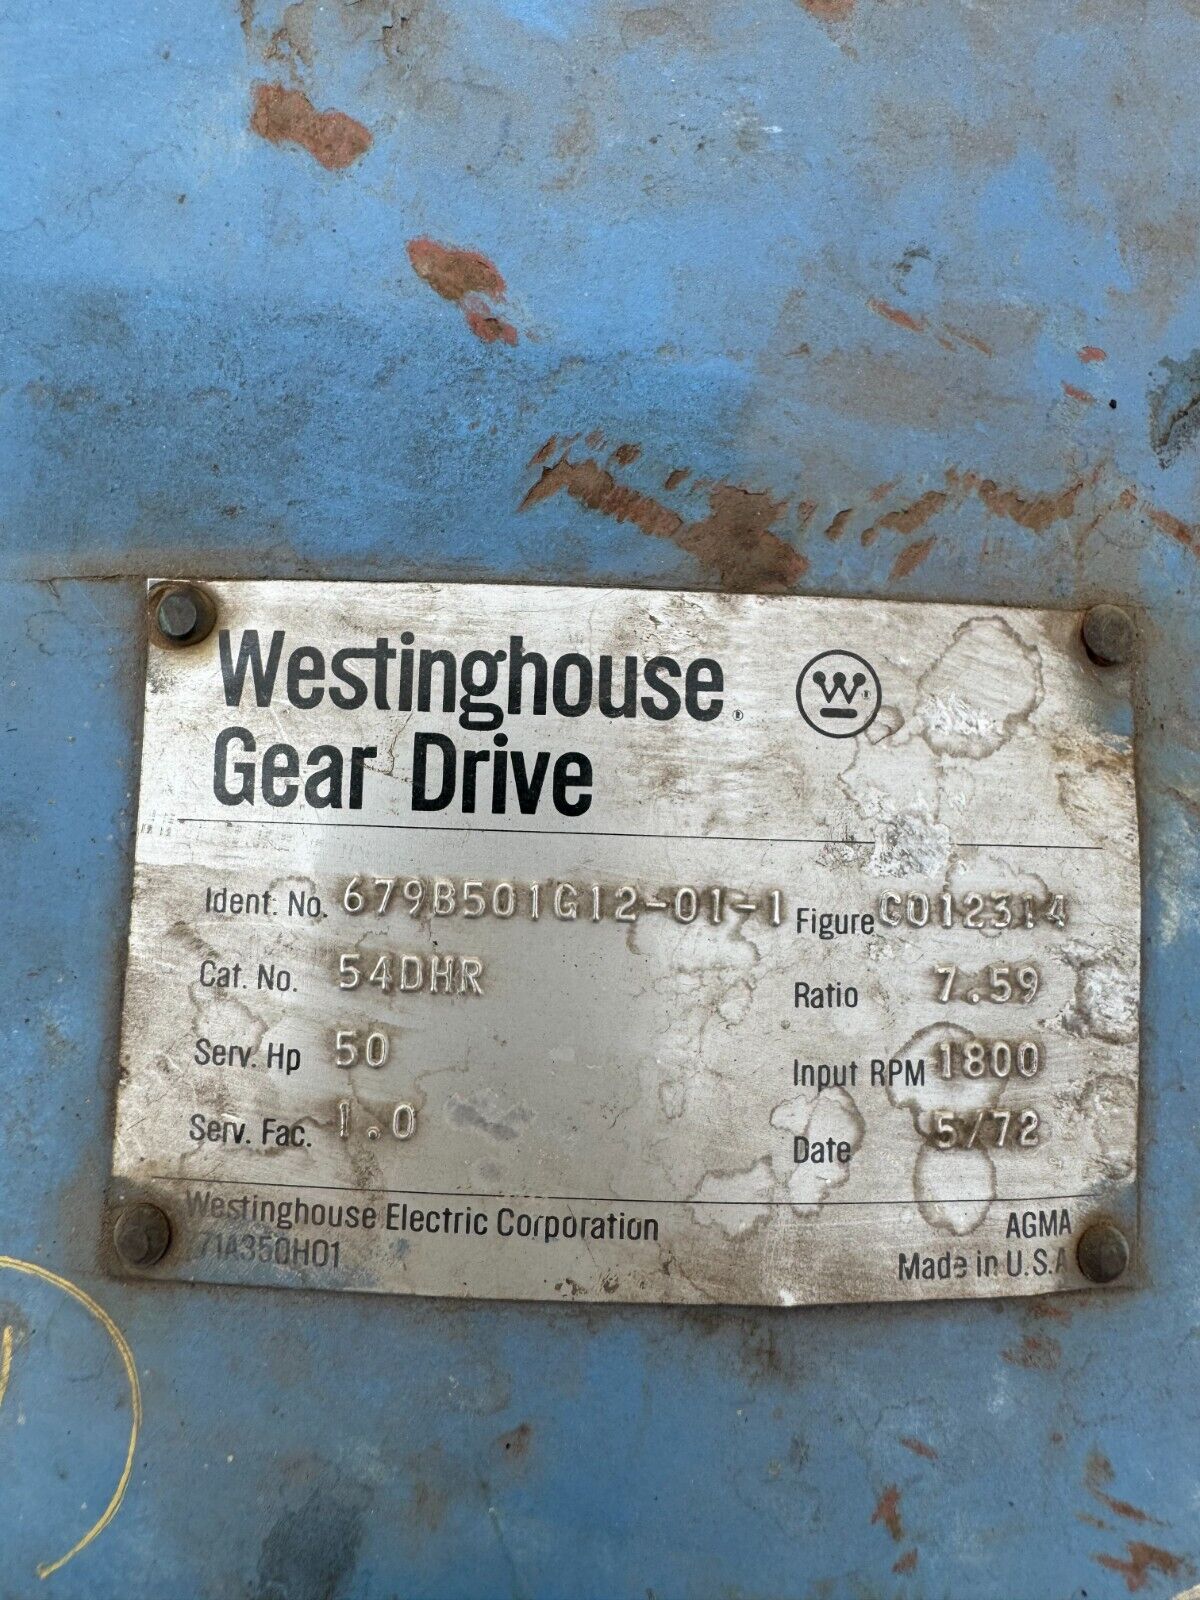 Westinghouse® W
Gear Drive
Ident. No. 679B501G12-01-1 Figure C012314
Cat. No. 54DHR Ratio 7.59
Serv. Hp 50 Input RPM 1800
Serv. Fac. 1.0 Date 5/72
Westinghouse Electric Corporation AGMA
71A350H01 Made in U.S.A